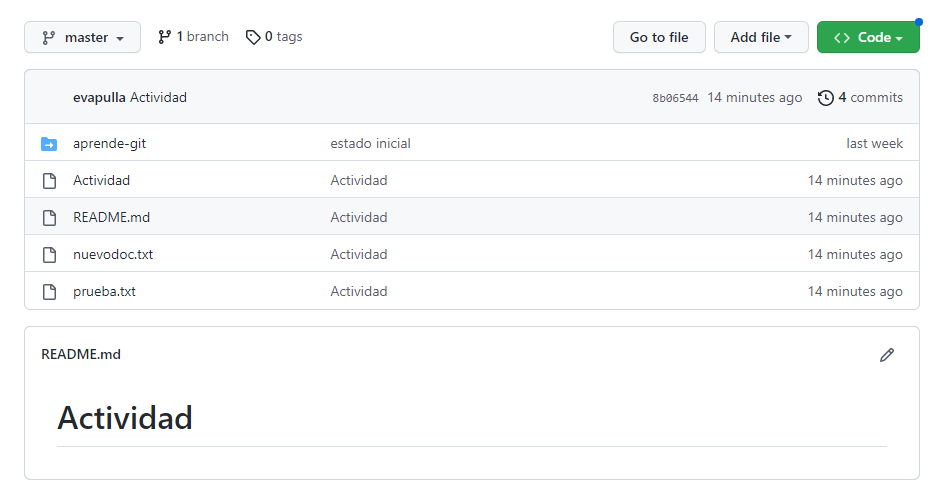 master 1 branch 0 tags Go to file Add file Code
evapulla Actividad 8b06544 14 minutes ago 4 commits
aprende-git estado inicial last week
Actividad Actividad 14 minutes ago
README.md Actividad 14 minutes ago
nuevodoc.txt Actividad 14 minutes ago
prueba.txt Actividad 14 minutes ago
README.md
Actividad